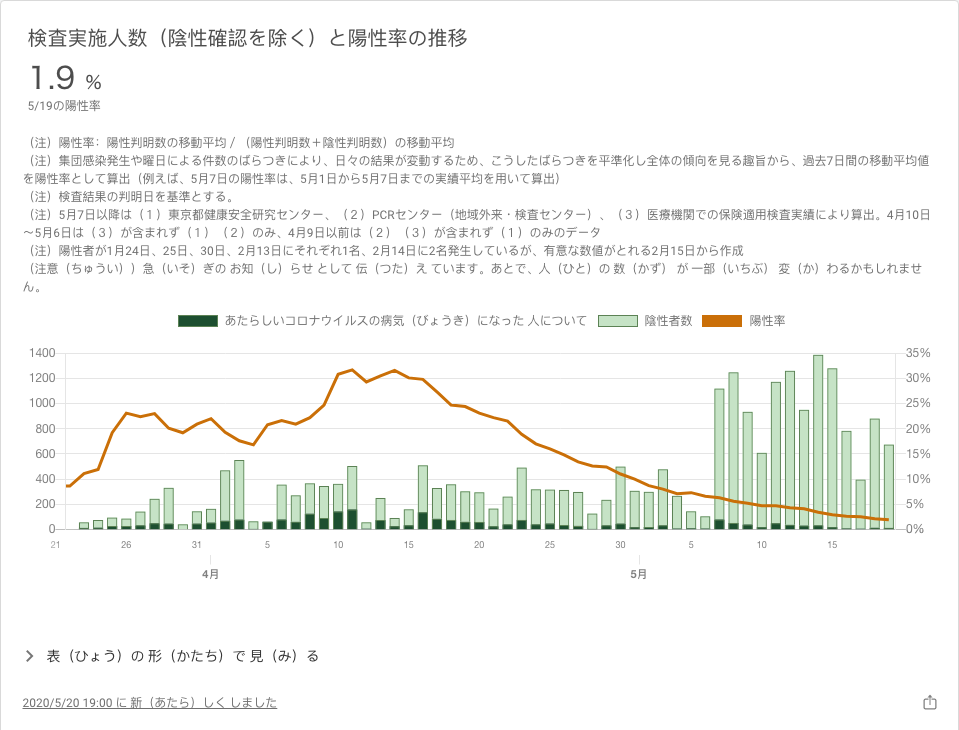 検査実施人数（陰性確認を除く）と陽性率の推移
1.9 %
5/19の陽性率
（注）陽性率：陽性判明数の移動平均 / （陽性判明数＋陰性判明数）の移動平均
（注）集団感染発生や曜日による件数のばらつきにより、日々の結果が変動するため、こうしたばらつきを平準化し全体の傾向を見る趣旨から、過去7日間の移動平均値
を陽性率として算出（例えば、5月7日の陽性率は、5月1日から5月7日までの実績平均を用いて算出）
（注）検査結果の判明日を基準とする。
（注）5月7日以降は（１）東京都健康安全研究センター、（２）PCRセンター（地域外来・検査センター）、（３）医療機関での保険適用検査実績により算出。4月10日
～5月6日は（３）が含まれず（１）（２）のみ、4月9日以前は（２）（３）が含まれず（１）のみのデータ
（注）陽性者が1月24日、25日、30日、2月13日にそれぞれ1名、2月14日に2名発生しているが、有意な数値がとれる2月15日から作成
（注意（ちゅうい））急（いそ）ぎの お知（し）らせ として 伝（つた）え ています。あとで、人（ひと）の 数（かず） が 一部（いちぶ） 変（か）わるかもしれませ
ん。
あたらしいコロナウイルスの病気（びょうき）になった 人について 陰性者数 陽性率
1400 35%
1200 30%
1000 25%
800 20%
600 15%
400 10%
200 5%
0 0%
21 26 31 5 10 15 20 25 30 5 10 15
4月 5月
表（ひょう）の 形（かたち）で 見（み）る
2020/5/20 19:00 に 新（あたら）しく しました